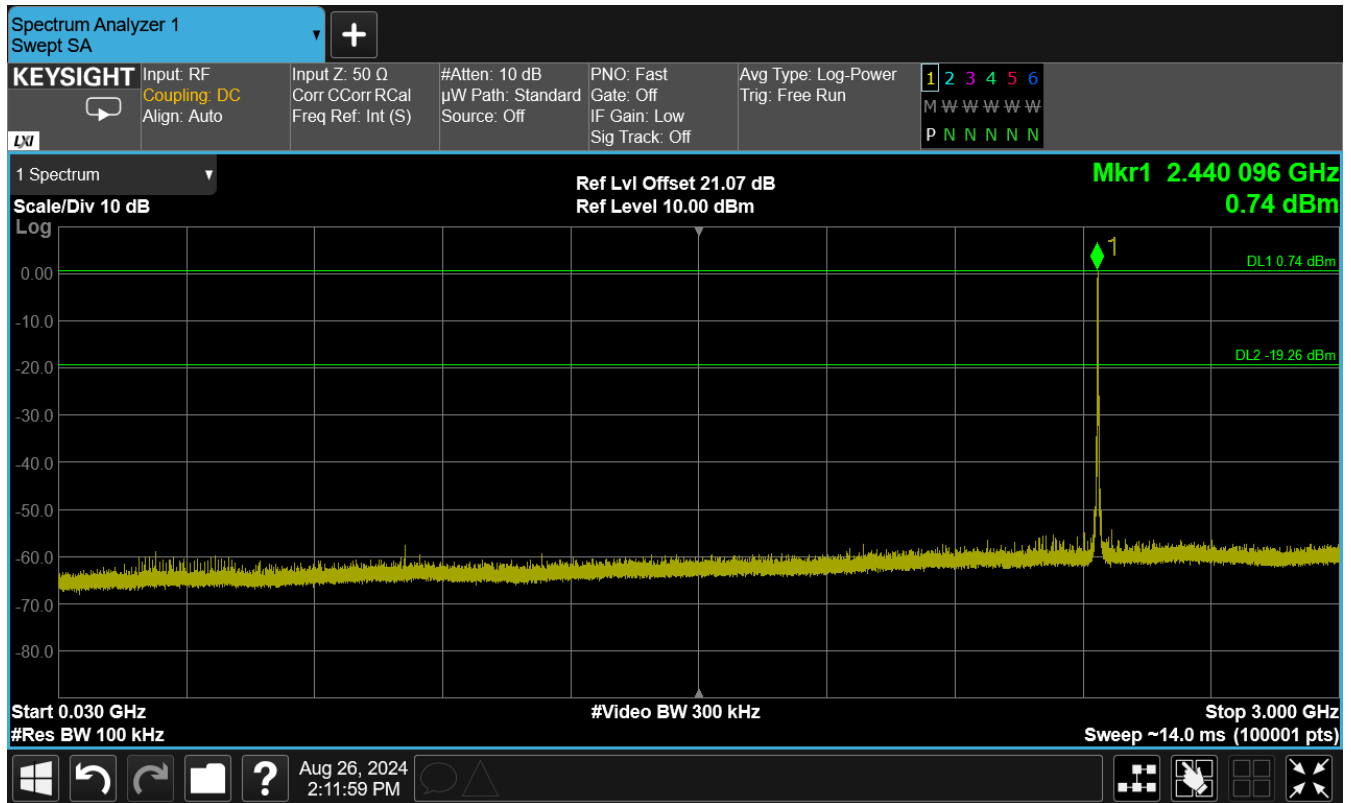 Spectrum Analyzer 1
Swept SA
+
KEYSIGHT
LXI
Input: RF
Coupling: DC
Align: Auto
Input Z: 50 Ω
Corr CCorr RCal
Freq Ref: Int (S)
#Atten: 10 dB
µW Path: Standard
Source: Off
PNO: Fast
Gate: Off
IF Gain: Low
Sig Track: Off
Avg Type: Log-Power
Trig: Free Run
1 2 3 4 5 6
M W W W W W
P N N N N N
1 Spectrum
Scale/Div 10 dB
Log
Ref Lvl Offset 21.07 dB
Ref Level 10.00 dBm
Mkr1 2.440 096 GHz
0.74 dBm
1
DL1 0.74 dBm
0.00
-10.0
DL2 -19.26 dBm
-20.0
-30.0
-40.0
-50.0
-60.0
-70.0
-80.0
Start 0.030 GHz
#Res BW 100 kHz
#Video BW 300 kHz
Stop 3.000 GHz
Sweep ~14.0 ms (100001 pts)
?
Aug 26, 2024
2:11:59 PM